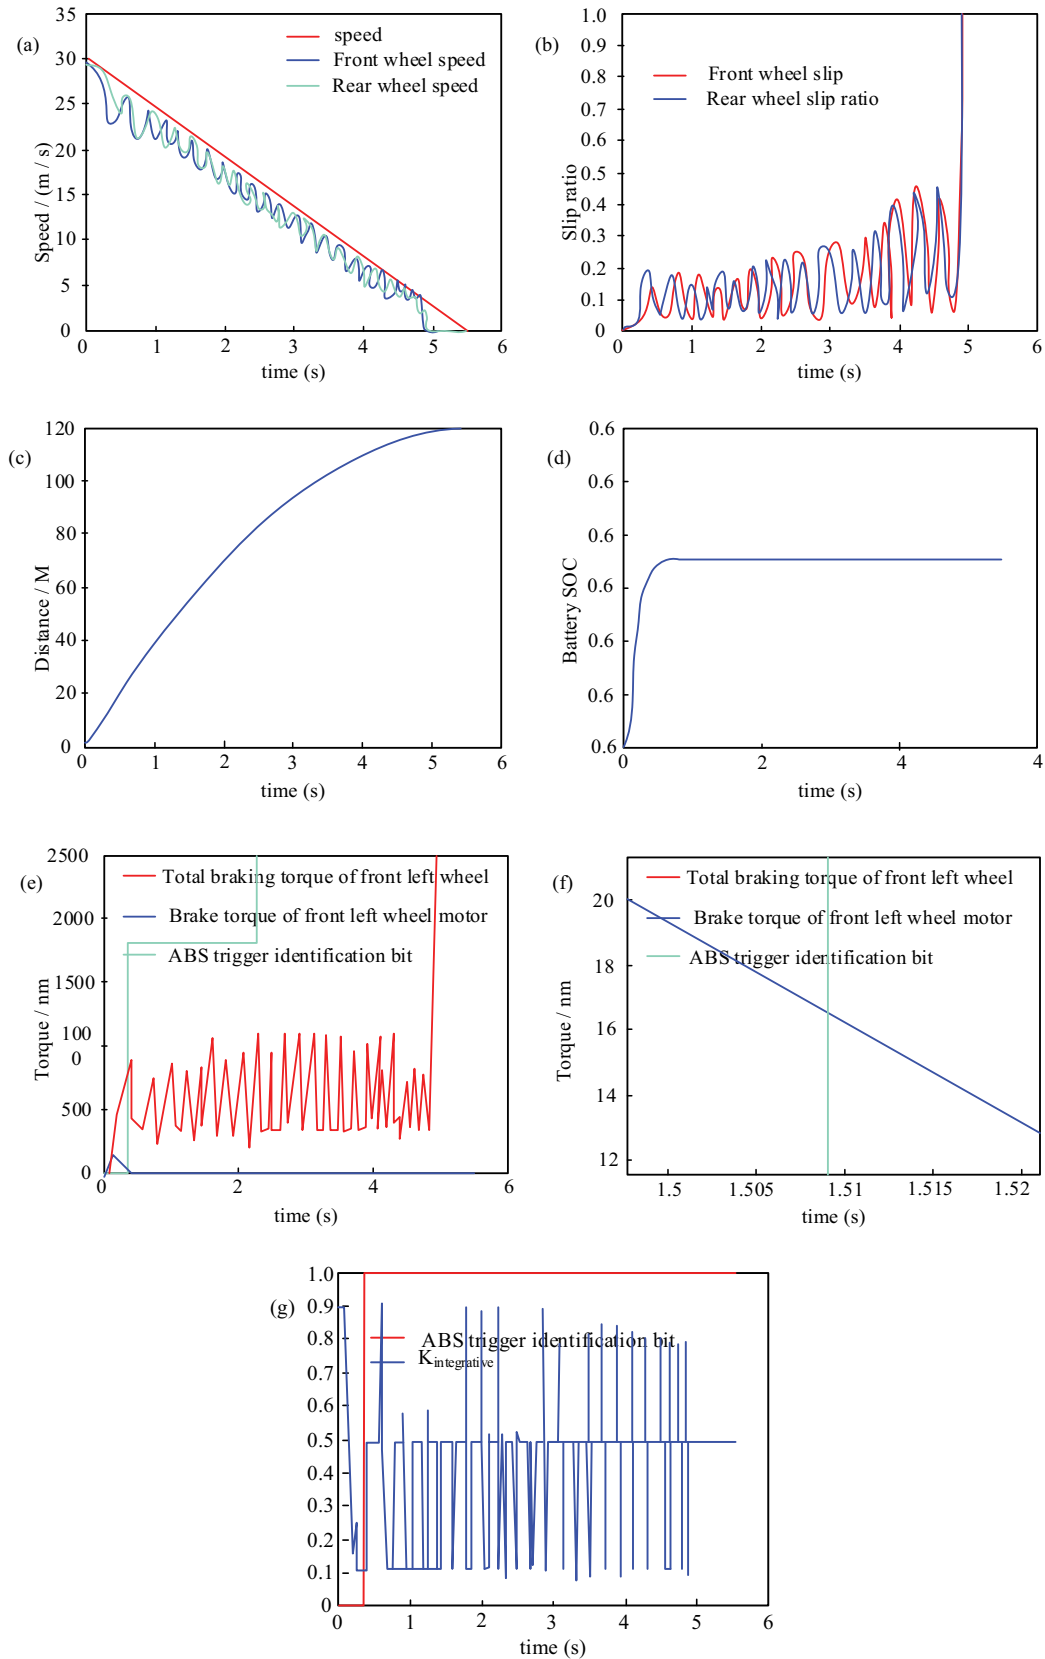 (a)
35
30
25
20
15
10
5
0
Speed / (m / s)
speed
Front wheel speed
Rear wheel speed
0 1 2 3 4 5 6
time (s)
(b)
1.0
0.9
0.8
0.7
0.6
0.5
0.4
0.3
0.2
0.1
0
Slip ratio
Front wheel slip
Rear wheel slip ratio
0 1 2 3 4 5 6
time (s)
(c)
120
100
80
60
40
20
0
Distance / M
0 1 2 3 4 5 6
time (s)
(d)
0.6
0.6
0.6
0.6
0.6
0.6
0.6
Battery SOC
0 2 4 4
time (s)
(e)
2500
2000
1500
100
0
500
0
Torque / nm
Total braking torque of front left wheel
Brake torque of front left wheel motor
ABS trigger identification bit
0 2 4 6
time (s)
(f)
20
18
16
14
12
Torque / nm
Total braking torque of front left wheel
Brake torque of front left wheel motor
ABS trigger identification bit
1.5 1.505 1.51 1.515 1.52
time (s)
(g)
1.0
0.9
0.8
0.7
0.6
0.5
0.4
0.3
0.2
0.1
0
ABS trigger identification bit
Kintegrative
0 1 2 3 4 5 6
time (s)